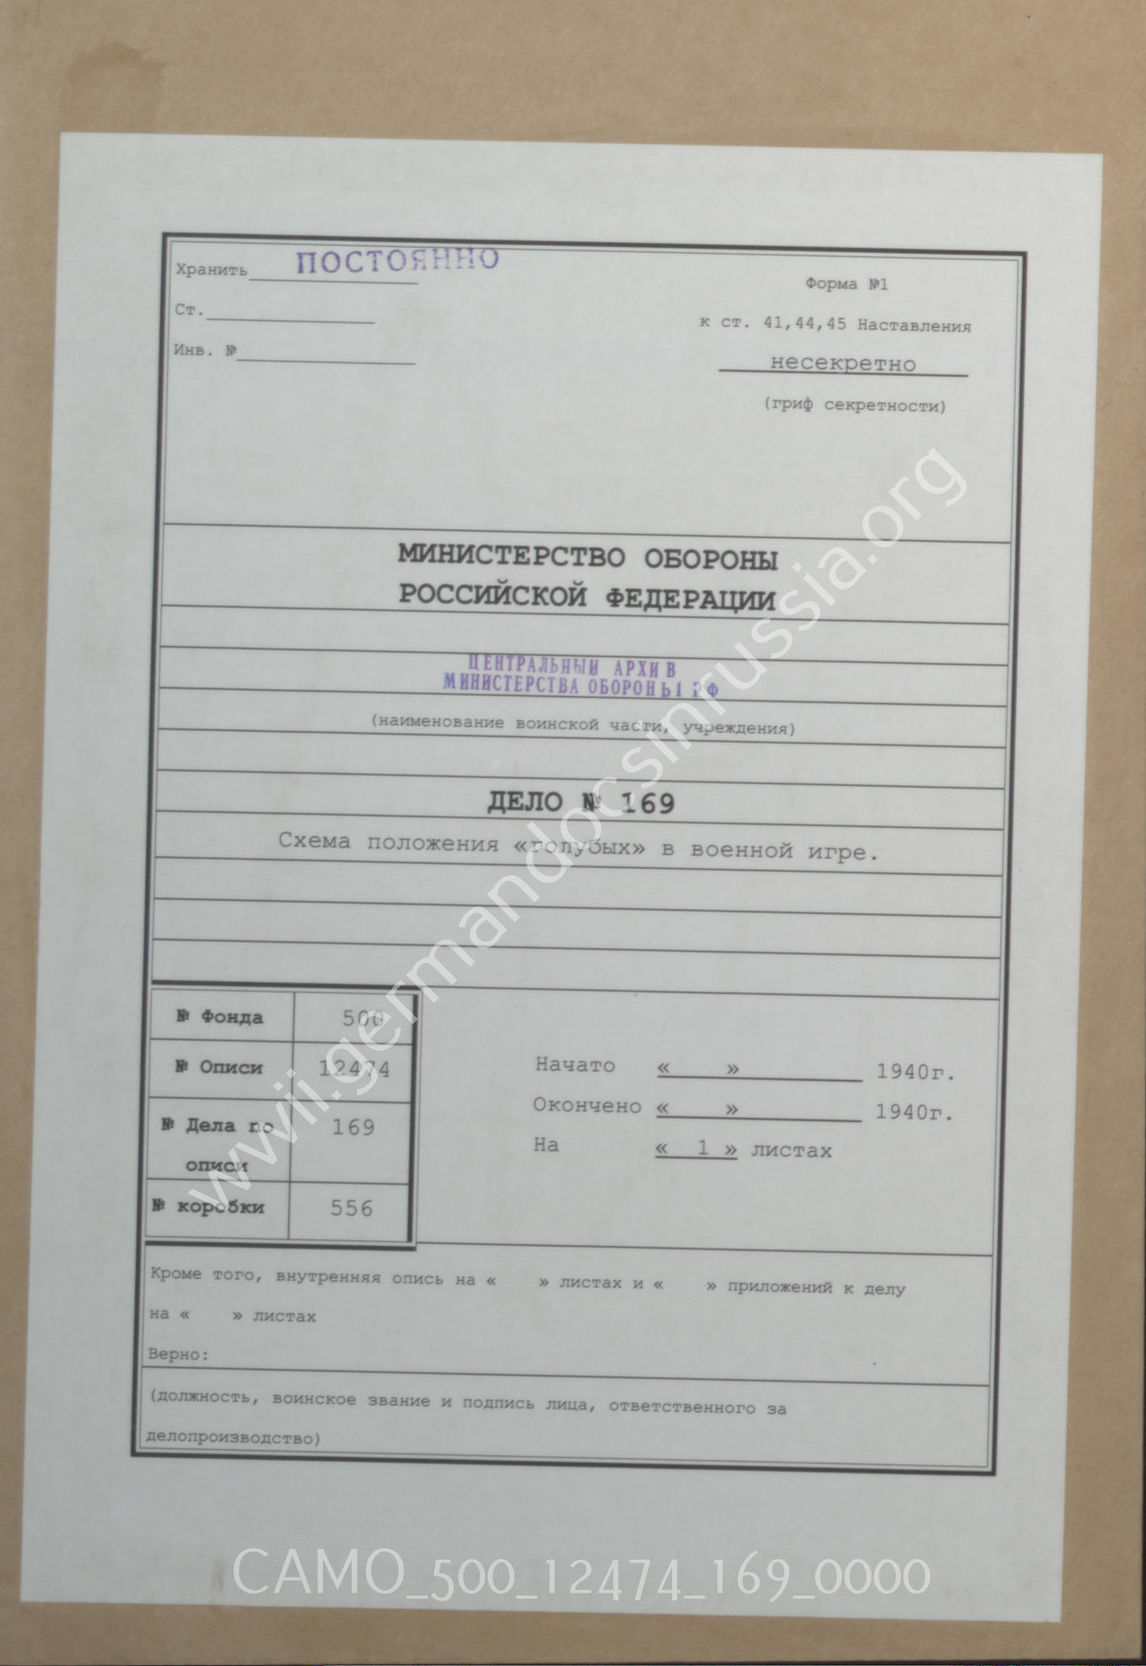 Хранить ПОСТОЯННО
Ст.
Инв. №
Форма №1
к ст. 41,44,45 Наставления
несекретно
(гриф секретности)
МИНИСТЕРСТВО ОБОРОНЫ
РОССИЙСКОЙ ФЕДЕРАЦИИ
ЦЕНТРАЛЬНЫЙ АРХИВ
МИНИСТЕРСТВА ОБОРОНЫ РФ
(наименование воинской части, учреждения)
ДЕЛО № 169
Схема положения «голубых» в военной игре.
№ Фонда 500
№ Описи 12474
№ Дела по описи 169
№ коробки 556
Начато « » 1940г.
Окончено « » 1940г.
На « 1 » листах
Кроме того, внутренняя опись на « » листах и « » приложений к делу
на « » листах
Верно:
(должность, воинское звание и подпись лица, ответственного за
делопроизводство)
wwii.germandocsinrussia.org
CAMO_500_12474_169_0000